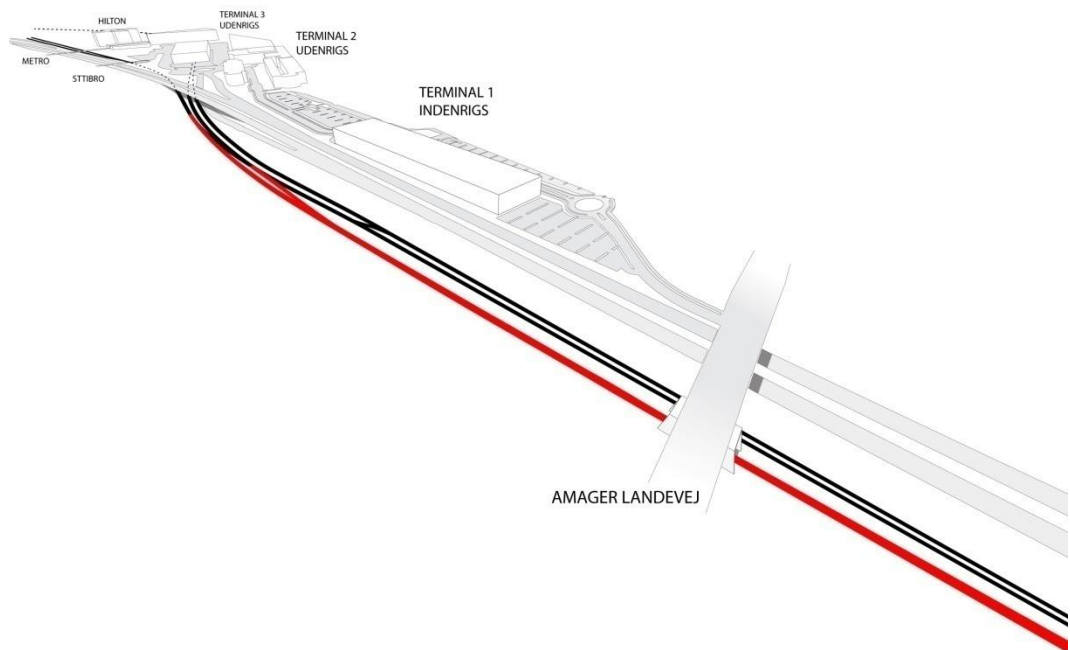 HILTON
TERMINAL 3
UDENRIGS
TERMINAL 2
UDENRIGS
METRO
STTIBRO
TERMINAL 1
INDENRIGS
AMAGER LANDEVEJ